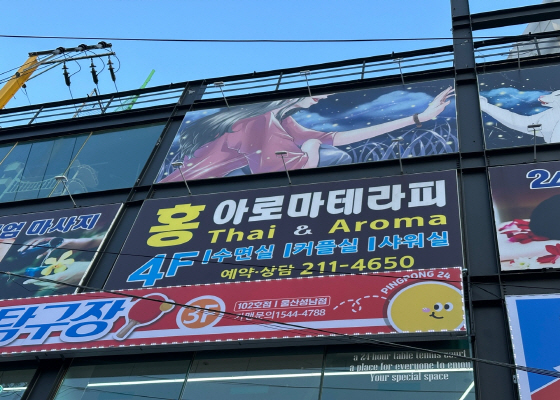 홍 아로마테라피
Thai & Aroma
4F | 수면실 | 커플실 | 샤워실
예약·상담 211-4650
마사지
24
탁구장
3F
102호점 | 울산성남점
가맹문의 1544-4788
PINGPONG 24
a 24 hour table tennis court
a place for everyone to enjoy
Your special space